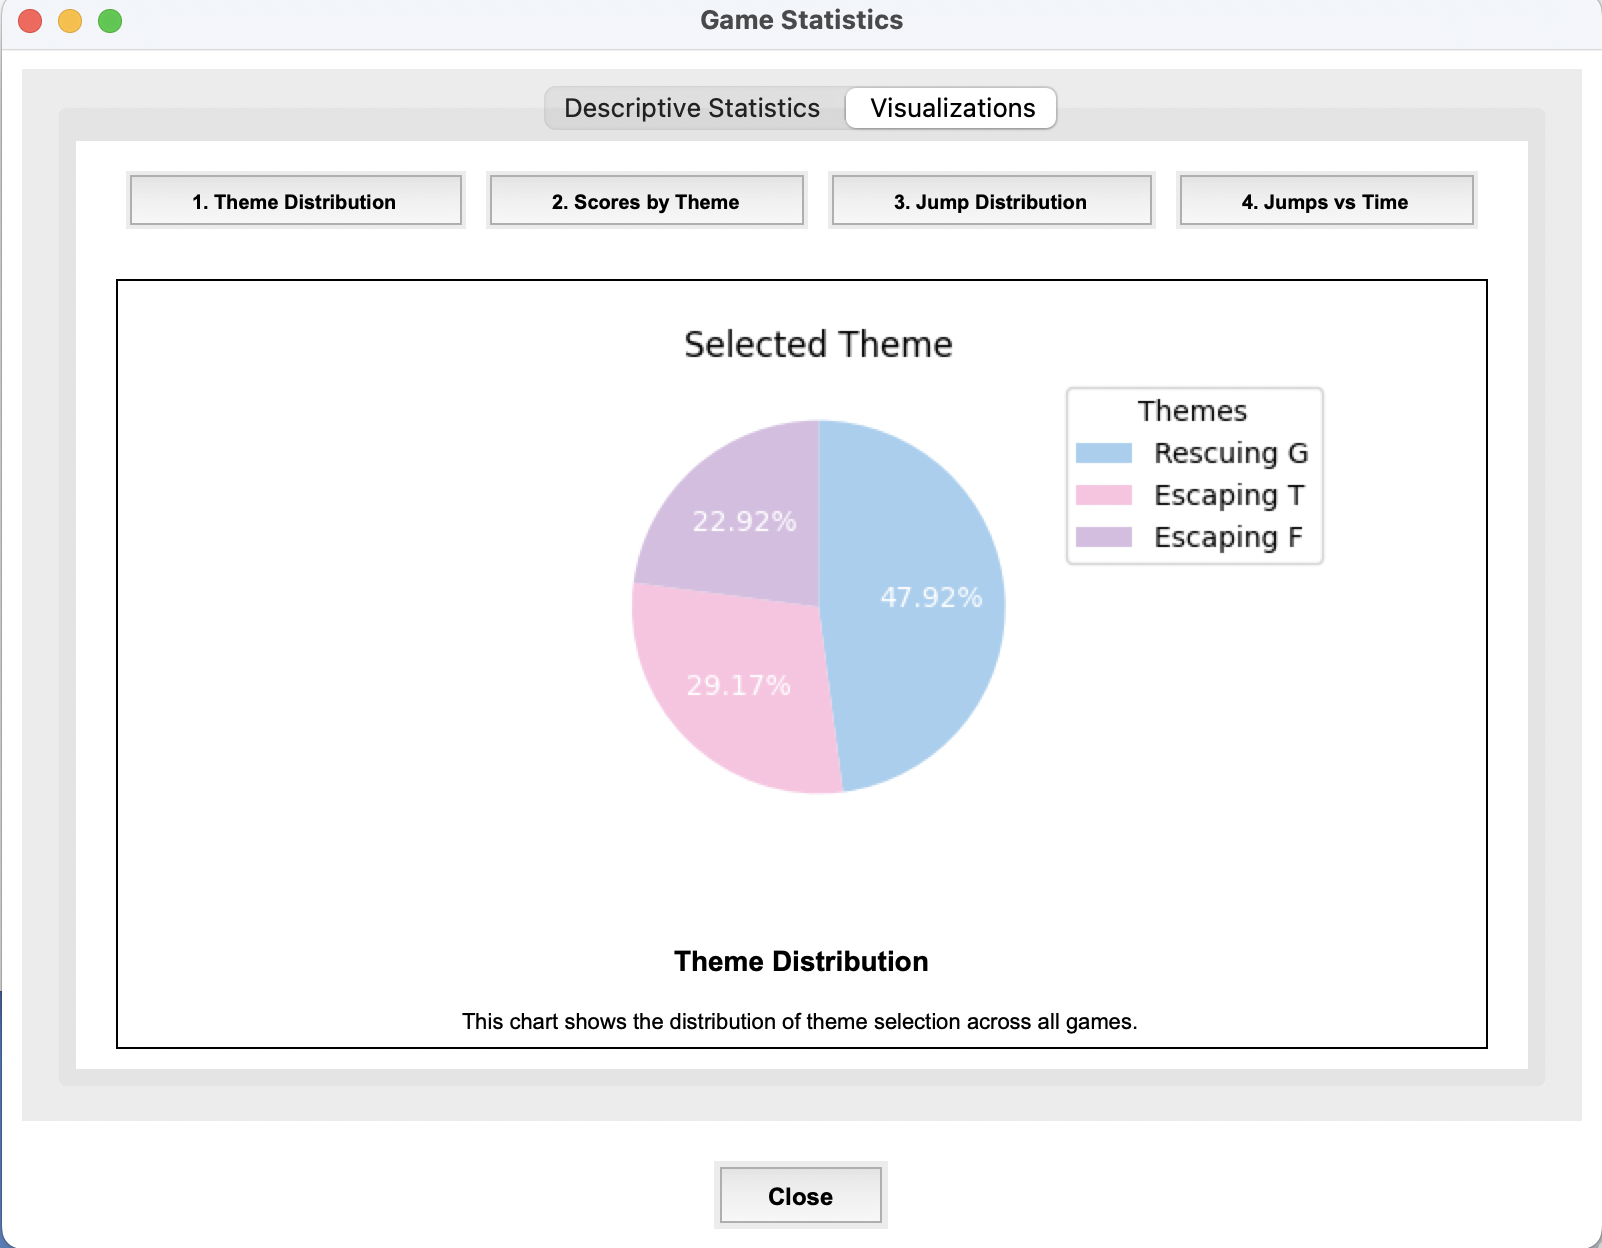 Game Statistics
Descriptive Statistics
Visualizations
1. Theme Distribution
2. Scores by Theme
3. Jump Distribution
4. Jumps vs Time
Selected Theme
Themes
Rescuing G
Escaping T
Escaping F
22.92%
47.92%
29.17%
Theme Distribution
This chart shows the distribution of theme selection across all games.
Close